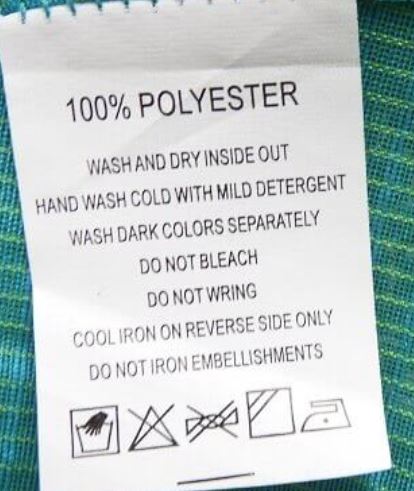 100% POLYESTER
WASH AND DRY INSIDE OUT
HAND WASH COLD WITH MILD DETERGENT
WASH DARK COLORS SEPARATELY
DO NOT BLEACH
DO NOT WRING
COOL IRON ON REVERSE SIDE ONLY
DO NOT IRON EMBELLISHMENTS